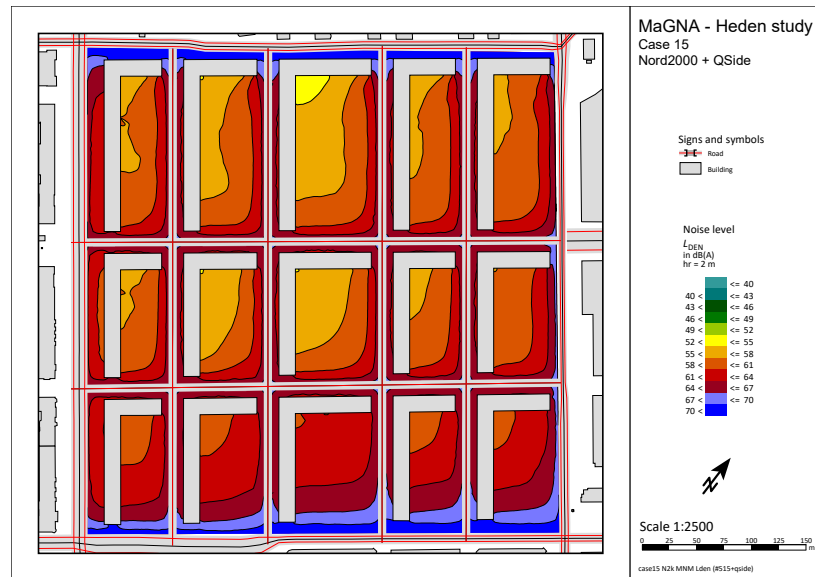 MaGNA - Heden study
Case 15
Nord2000 + QSide
Signs and symbols
Road
Building
Noise level
LDEN
in dB(A)
hr = 2 m
<= 40
40 < <= 43
43 < <= 46
46 < <= 49
49 < <= 52
52 < <= 55
55 < <= 58
58 < <= 61
61 < <= 64
64 < <= 67
67 < <= 70
70 <
N
Scale 1:2500
0 25 50 75 100 125 150
m
case15 N2k MNM Lden (#515+qside)